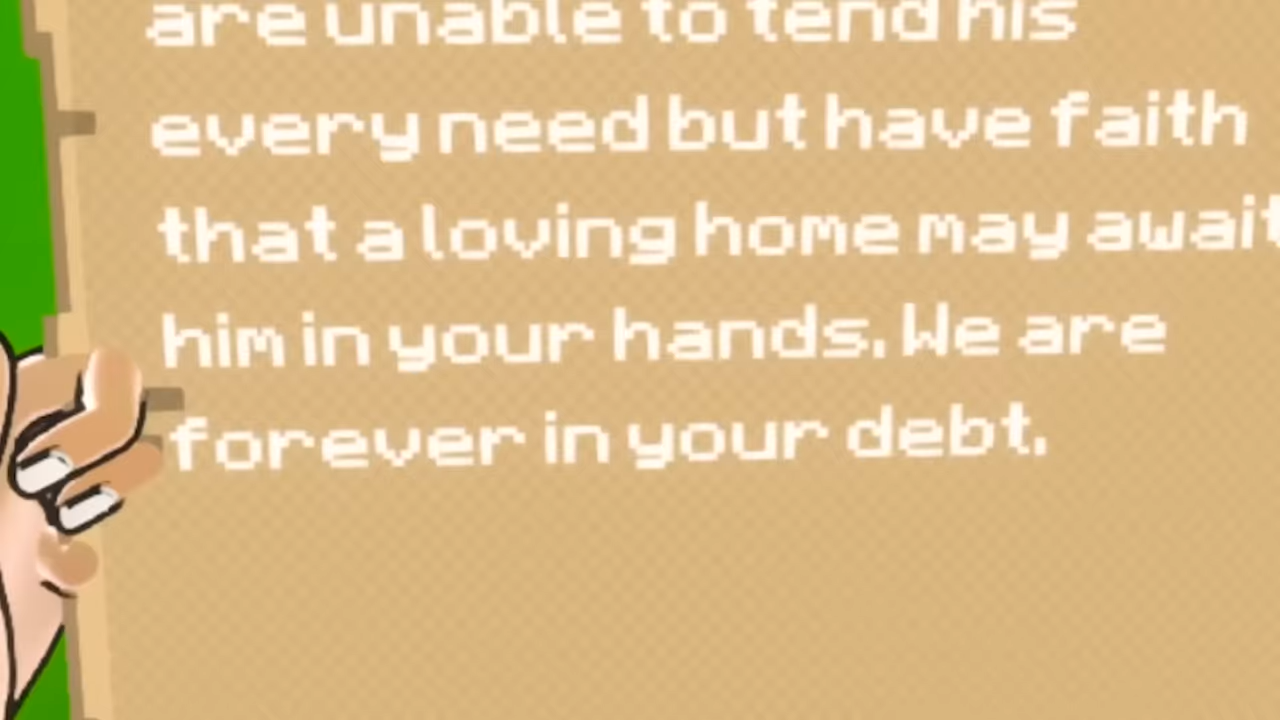 are unable to tend his
every need but have faith
that a loving home may await
him in your hands. We are
forever in your debt.